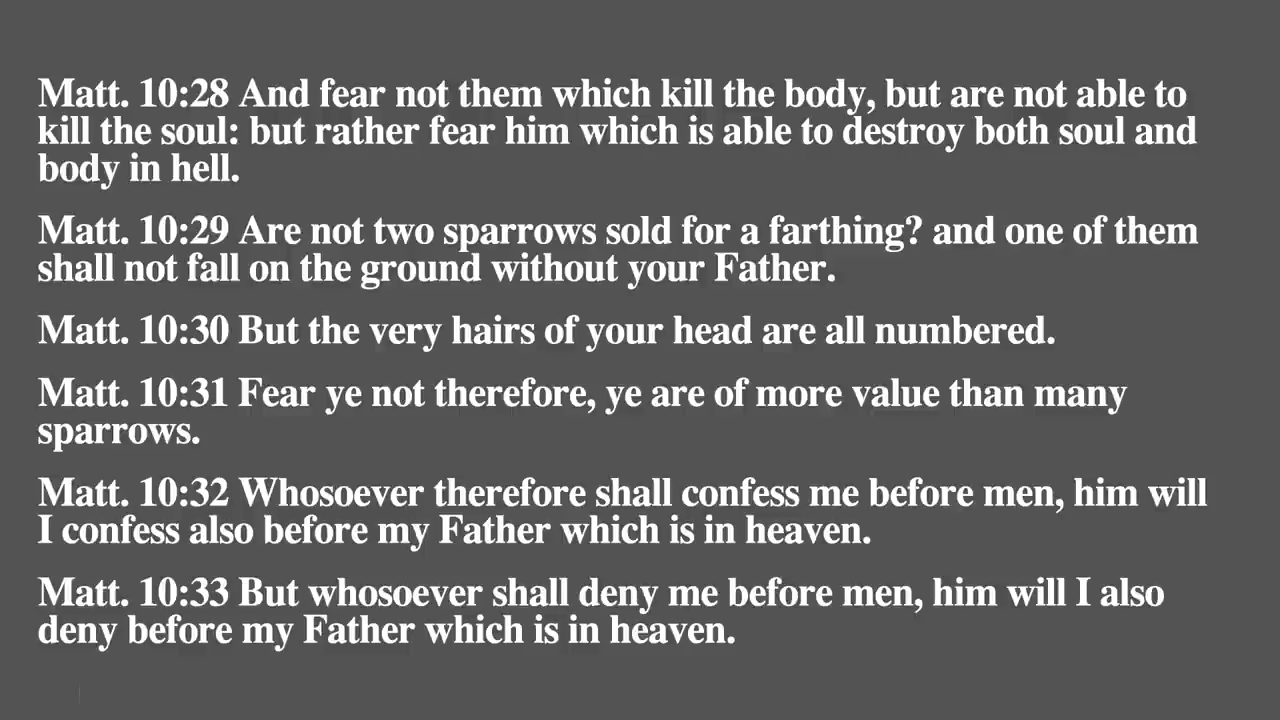 Matt. 10:28 And fear not them which kill the body, but are not able to
kill the soul: but rather fear him which is able to destroy both soul and
body in hell.
Matt. 10:29 Are not two sparrows sold for a farthing? and one of them
shall not fall on the ground without your Father.
Matt. 10:30 But the very hairs of your head are all numbered.
Matt. 10:31 Fear ye not therefore, ye are of more value than many
sparrows.
Matt. 10:32 Whosoever therefore shall confess me before men, him will
I confess also before my Father which is in heaven.
Matt. 10:33 But whosoever shall deny me before men, him will I also
deny before my Father which is in heaven.